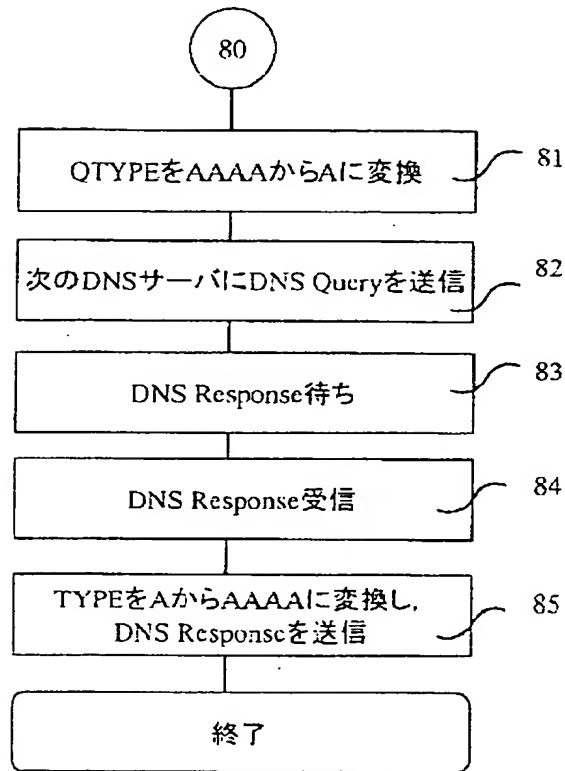 80
QTYPEをAAAAからAに変換
81
次のDNSサーバにDNS Queryを送信
82
DNS Response待ち
83
DNS Response受信
84
TYPEをAからAAAAに変換し,
DNS Responseを送信
85
終了